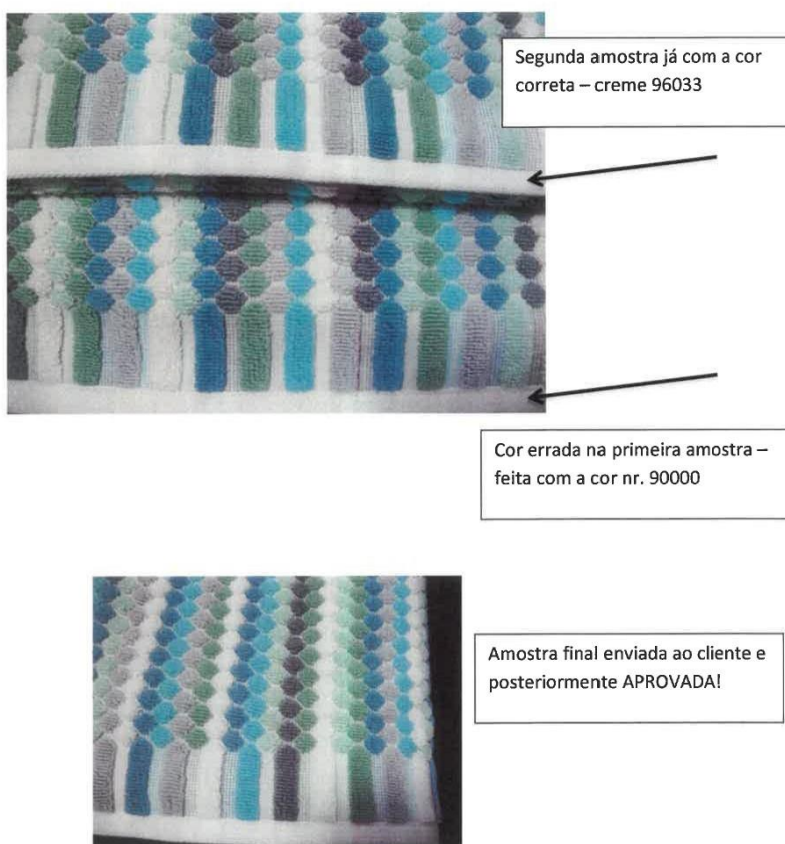 Segunda amostra já com a cor
correta – creme 96033
Cor errada na primeira amostra –
feita com a cor nr. 90000
Amostra final enviada ao cliente e
posteriormente APROVADA!